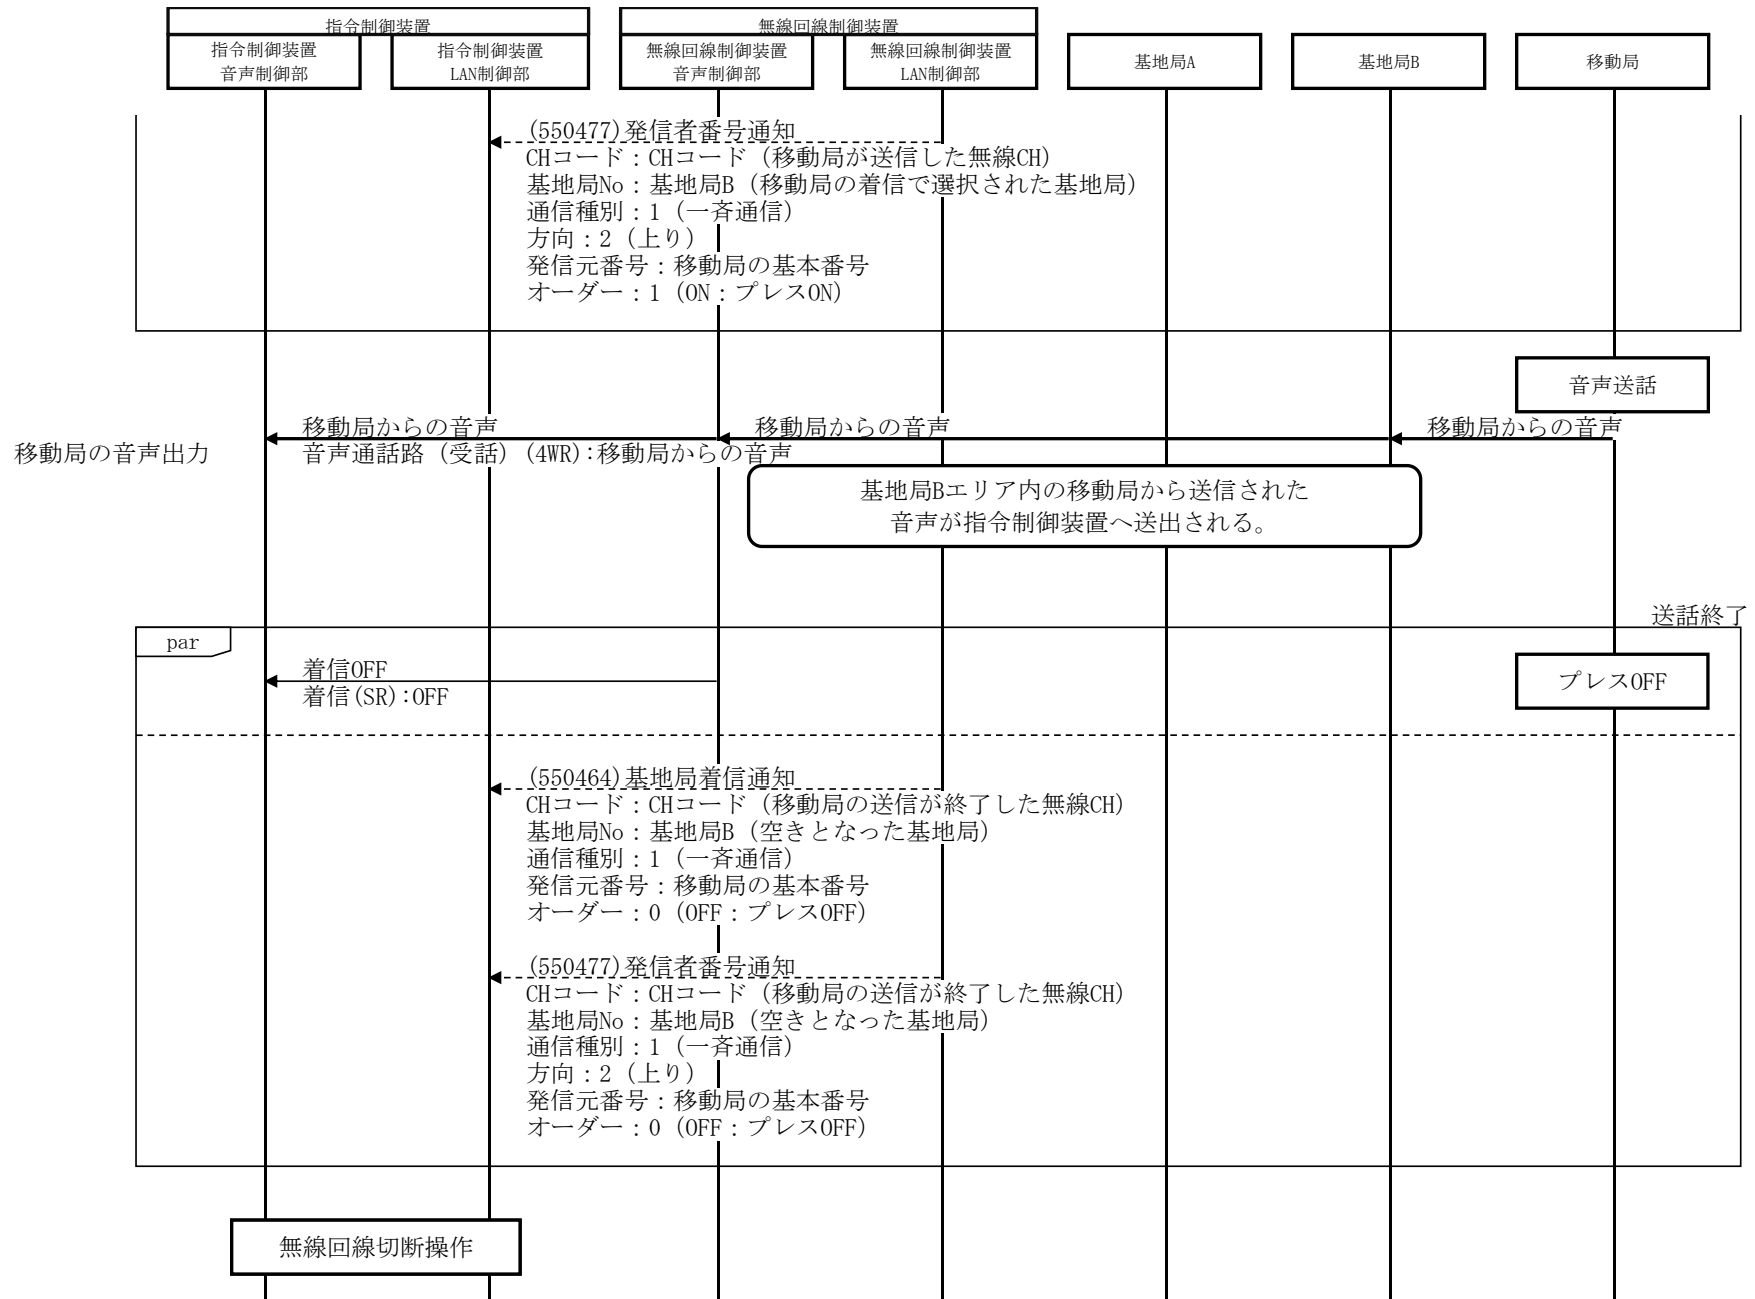 指令制御装置
無線回線制御装置
指令制御装置
音声制御部
指令制御装置
LAN制御部
無線回線制御装置
音声制御部
無線回線制御装置
LAN制御部
基地局A
基地局B
移動局
(550477)発信者番号通知
CHコード：CHコード（移動局が送信した無線CH）
基地局No：基地局B（移動局の着信で選択された基地局）
通信種別：1（一斉通信）
方向：2（上り）
発信元番号：移動局の基本番号
オーダー：1（ON：プレスON）
音声送話
移動局からの音声
移動局からの音声
移動局からの音声
移動局の音声出力
音声通話路（受話）(4WR)：移動局からの音声
基地局Bエリア内の移動局から送信された
音声が指令制御装置へ送出される。
送話終了
par
着信OFF
着信(SR)：OFF
プレスOFF
(550464)基地局着信通知
CHコード：CHコード（移動局の送信が終了した無線CH）
基地局No：基地局B（空きとなった基地局）
通信種別：1（一斉通信）
発信元番号：移動局の基本番号
オーダー：0（OFF：プレスOFF）
(550477)発信者番号通知
CHコード：CHコード（移動局の送信が終了した無線CH）
基地局No：基地局B（空きとなった基地局）
通信種別：1（一斉通信）
方向：2（上り）
発信元番号：移動局の基本番号
オーダー：0（OFF：プレスOFF）
無線回線切断操作